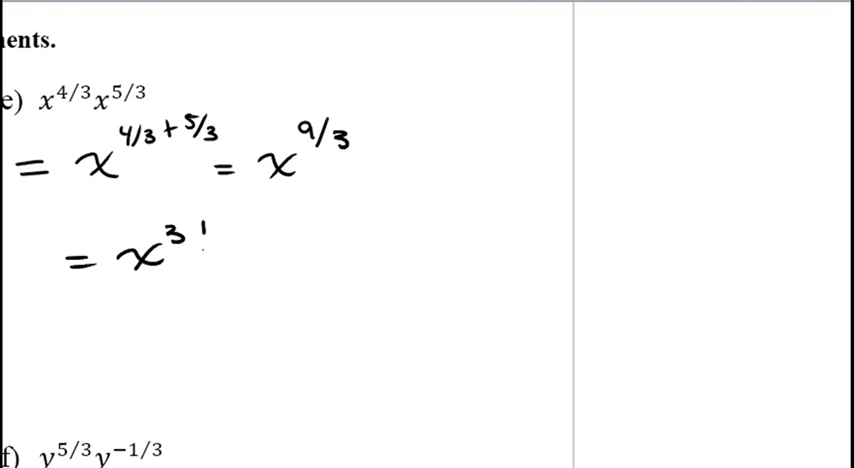 ents.
e) x^{4/3}x^{5/3}
= x^{4/3 + 5/3} = x^{9/3}
= x^3 !
f) y^{5/3}y^{-1/3}